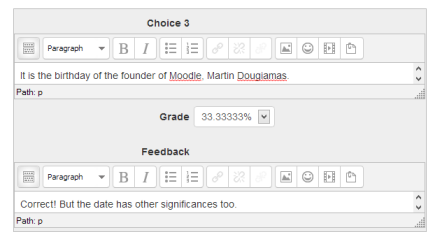 Choice 3
Paragraph B I
It is the birthday of the founder of Moodle, Martin Dougiamas.
Path: p
Grade 33.33333%
Feedback
Paragraph B I
Correct! But the date has other significances too.
Path: p